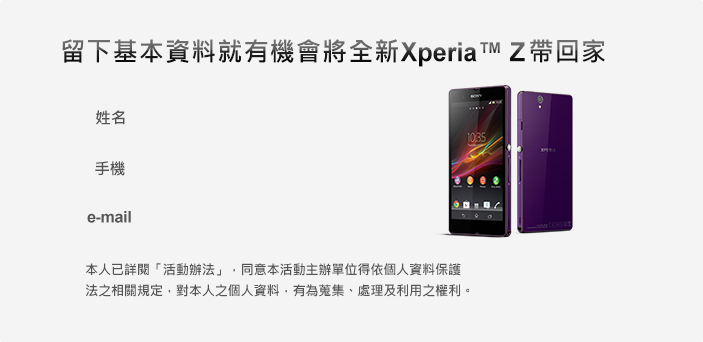 留下基本資料就有機會將全新Xperia™ Z帶回家
姓名
手機
e-mail
SONY
10:35
XPERIA
本人已詳閱「活動辦法」，同意本活動主辦單位得依個人資料保護
法之相關規定，對本人之個人資料，有為蒐集、處理及利用之權利。